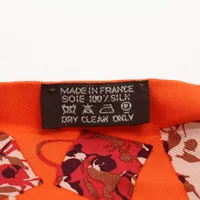 MADE IN FRANCE
SOIE 100% SILK
DRY CLEAN ONLY